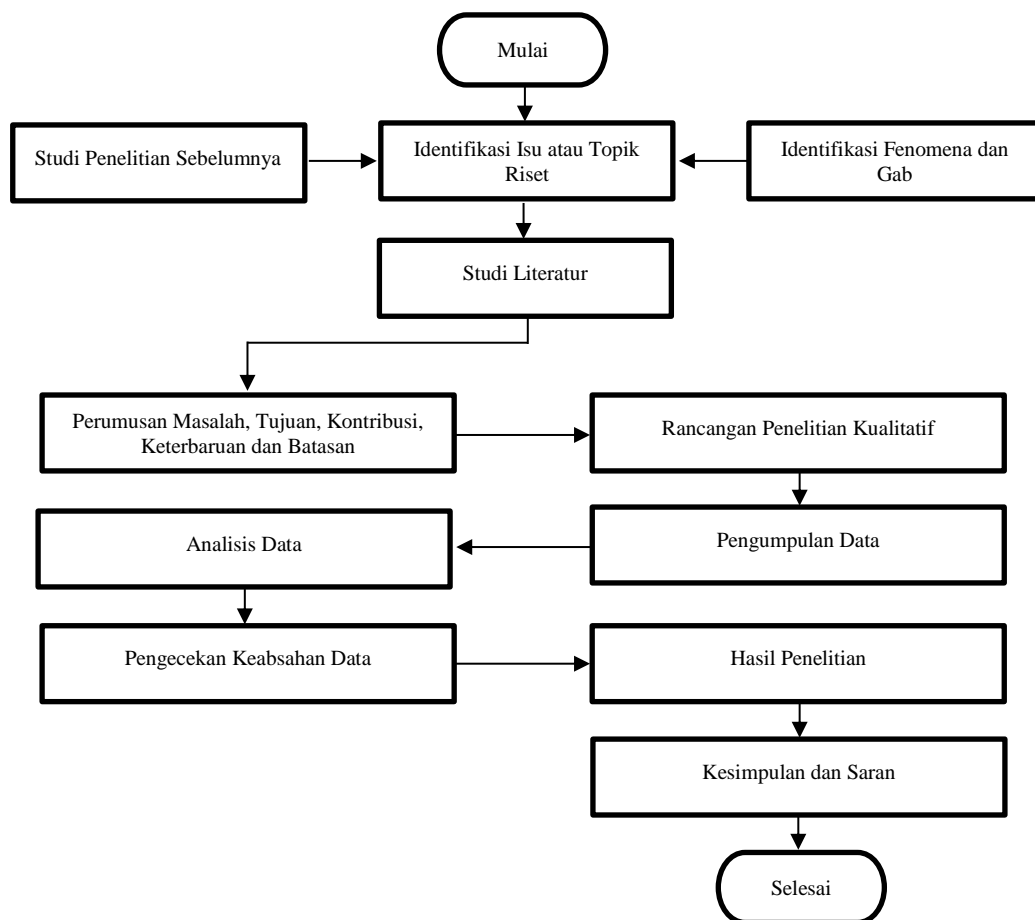 Mulai
Studi Penelitian Sebelumnya
Identifikasi Isu atau Topik
Riset
Identifikasi Fenomena dan
Gab
Studi Literatur
Perumusan Masalah, Tujuan, Kontribusi,
Keterbaruan dan Batasan
Rancangan Penelitian Kualitatif
Analisis Data
Pengumpulan Data
Pengecekan Keabsahan Data
Hasil Penelitian
Kesimpulan dan Saran
Selesai